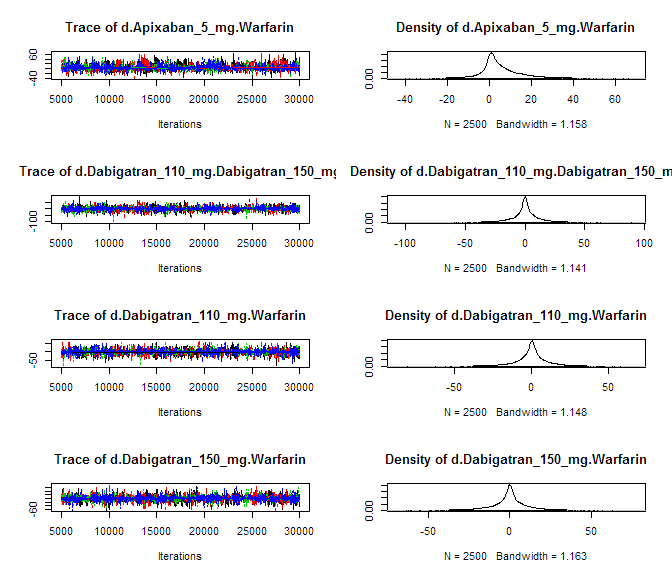 Trace of d.Apixaban_5_mg.Warfarin
60
-40
5000 10000 15000 20000 25000 30000
Iterations
Density of d.Apixaban_5_mg.Warfarin
0.00
-40 -20 0 20 40 60
N = 2500 Bandwidth = 1.158
Trace of d.Dabigatran_110_mg.Dabigatran_150_mg
-100
5000 10000 15000 20000 25000 30000
Iterations
Density of d.Dabigatran_110_mg.Dabigatran_150_m
0.00
-100 -50 0 50 100
N = 2500 Bandwidth = 1.141
Trace of d.Dabigatran_110_mg.Warfarin
-50
5000 10000 15000 20000 25000 30000
Iterations
Density of d.Dabigatran_110_mg.Warfarin
0.00
-50 0 50
N = 2500 Bandwidth = 1.148
Trace of d.Dabigatran_150_mg.Warfarin
-60
5000 10000 15000 20000 25000 30000
Iterations
Density of d.Dabigatran_150_mg.Warfarin
0.00
-50 0 50
N = 2500 Bandwidth = 1.163